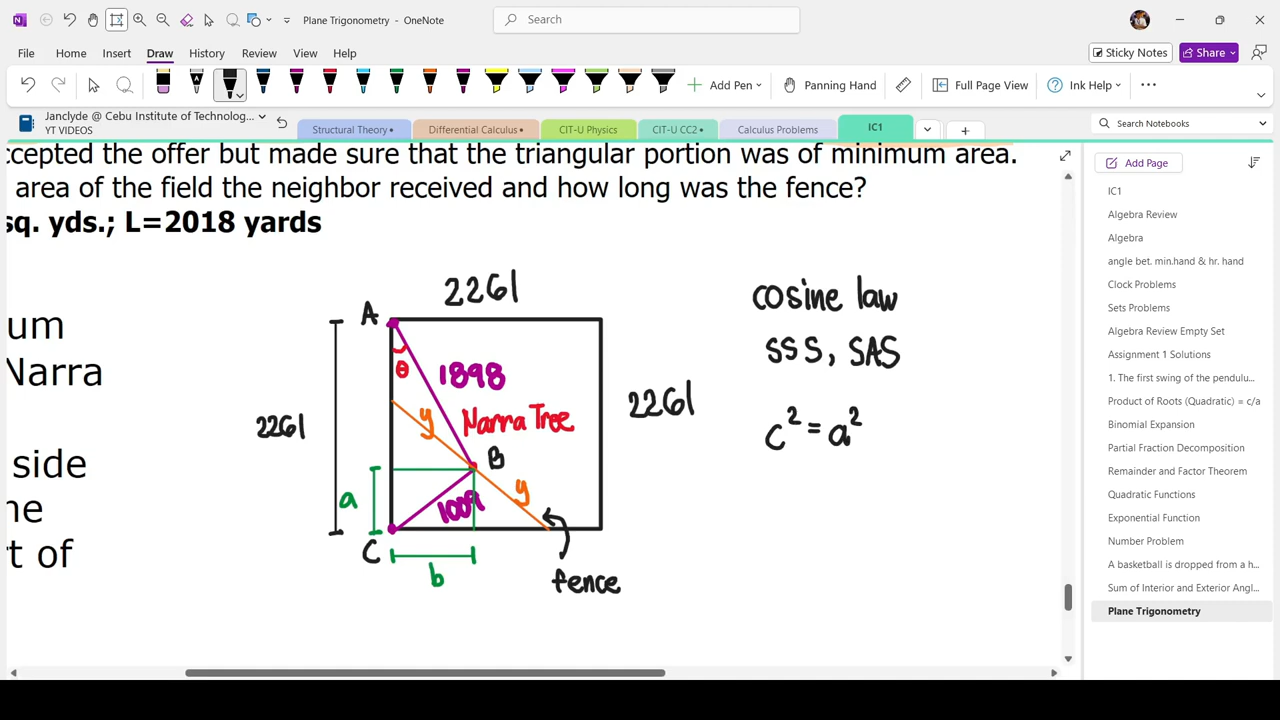 Plane Trigonometry - OneNote
Search
File Home Insert Draw History Review View Help
Sticky Notes
Share
Add Pen
Panning Hand
Full Page View
Ink Help
Janclyde @ Cebu Institute of Technolog...
YT VIDEOS
Structural Theory
Differential Calculus
CIT-U Physics
CIT-U CC2
Calculus Problems
IC1
Search Notebooks
ccepted the offer but made sure that the triangular portion was of minimum area.
area of the field the neighbor received and how long was the fence?
sq. yds.; L=2018 yards
um
Narra
side
ne
rt of
2261
A
θ
1898
2261
y
Narra Tree
B
2261
a
1009
y
C
b
fence
cosine law
SSS, SAS
c² = a²
Add Page
IC1
Algebra Review
Algebra
angle bet. min.hand & hr. hand
Clock Problems
Sets Problems
Algebra Review Empty Set
Assignment 1 Solutions
1. The first swing of the pendulu...
Product of Roots (Quadratic) = c/a
Binomial Expansion
Partial Fraction Decomposition
Remainder and Factor Theorem
Quadratic Functions
Exponential Function
Number Problem
A basketball is dropped from a h...
Sum of Interior and Exterior Angl...
Plane Trigonometry